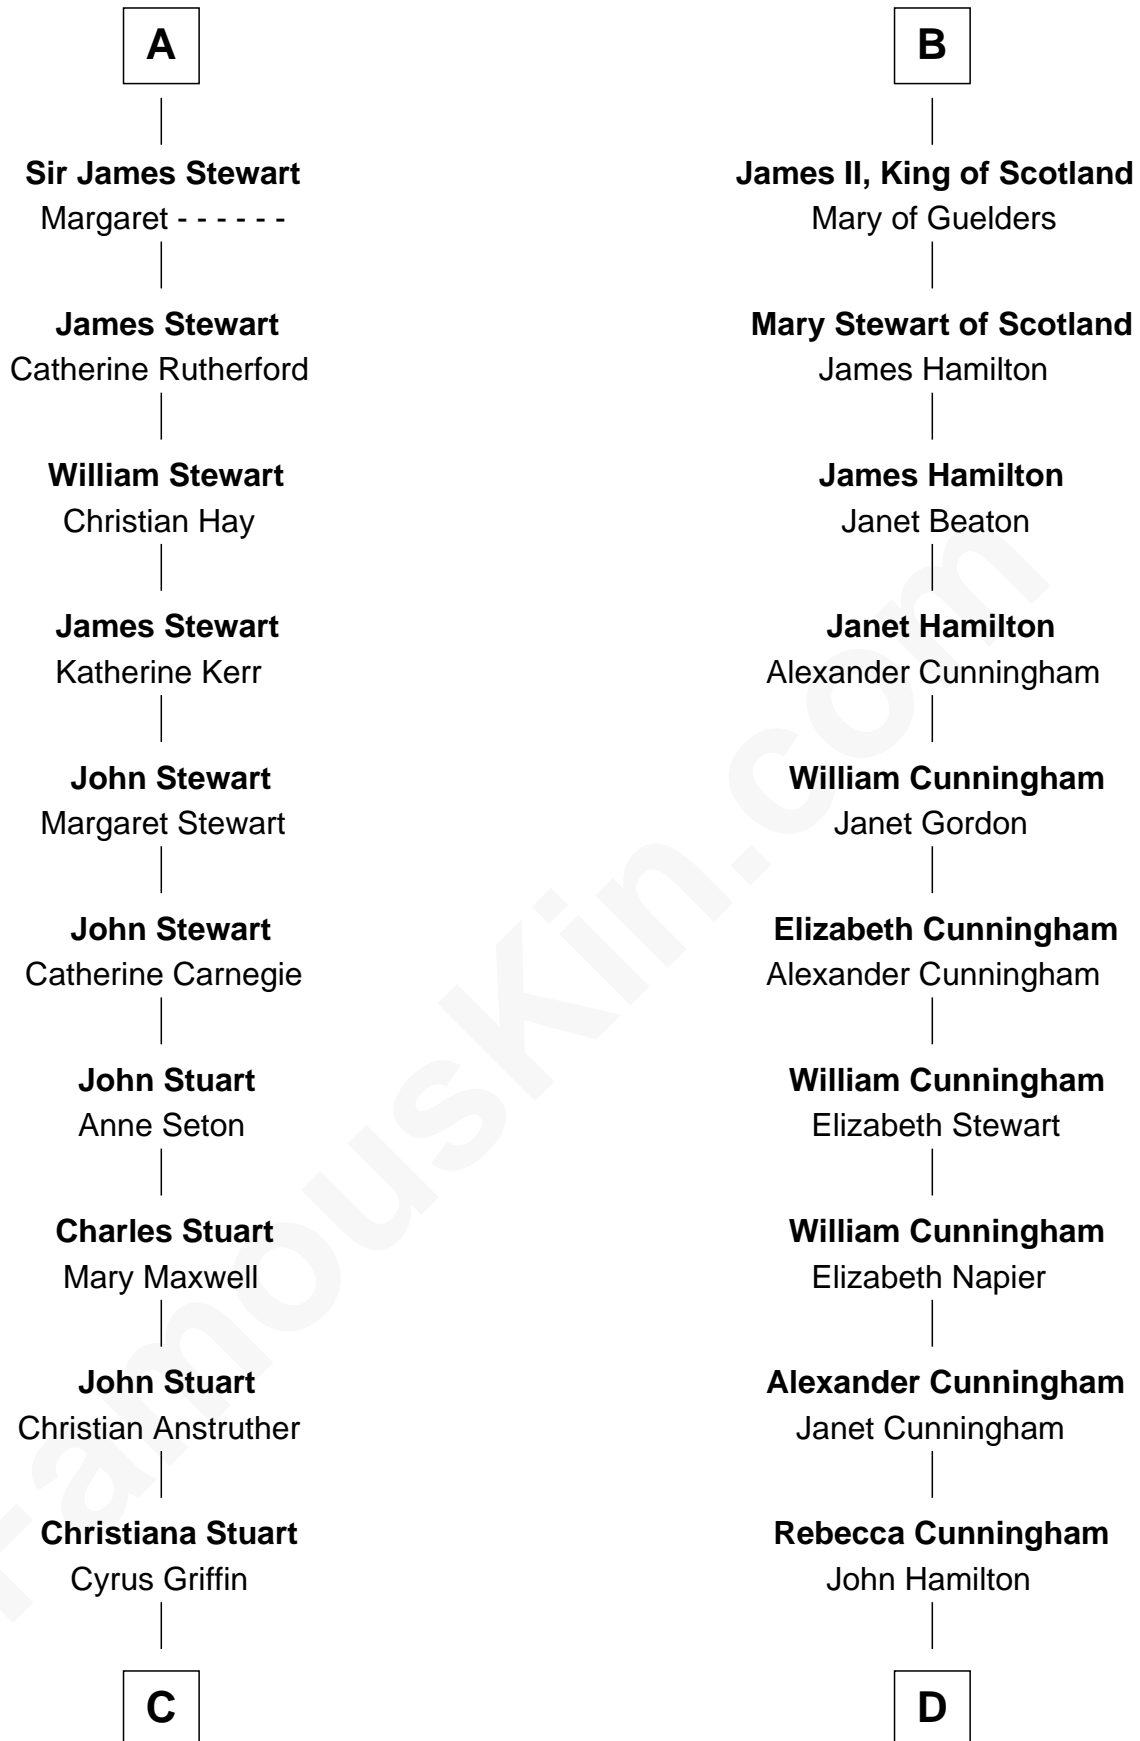 A
Sir James Stewart
Margaret - - - - - -
James Stewart
Catherine Rutherford
William Stewart
Christian Hay
James Stewart
Katherine Kerr
John Stewart
Margaret Stewart
John Stewart
Catherine Carnegie
John Stuart
Anne Seton
Charles Stuart
Mary Maxwell
John Stuart
Christian Anstruther
Christiana Stuart
Cyrus Griffin
C
B
James II, King of Scotland
Mary of Guelders
Mary Stewart of Scotland
James Hamilton
James Hamilton
Janet Beaton
Janet Hamilton
Alexander Cunningham
William Cunningham
Janet Gordon
Elizabeth Cunningham
Alexander Cunningham
William Cunningham
Elizabeth Stewart
William Cunningham
Elizabeth Napier
Alexander Cunningham
Janet Cunningham
Rebecca Cunningham
John Hamilton
D
FamousKin.com